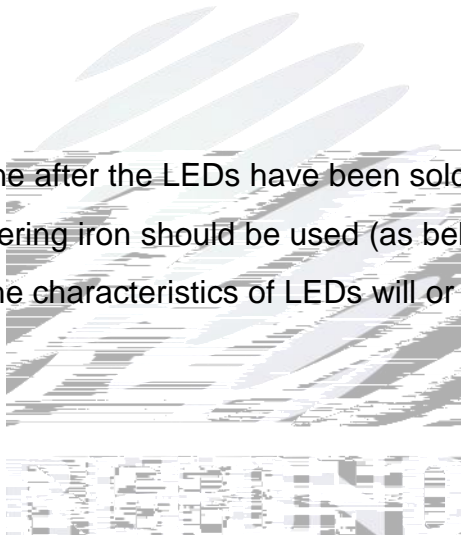 ne after the LEDs have been sold
ering iron should be used (as bel
ne characteristics of LEDs will or